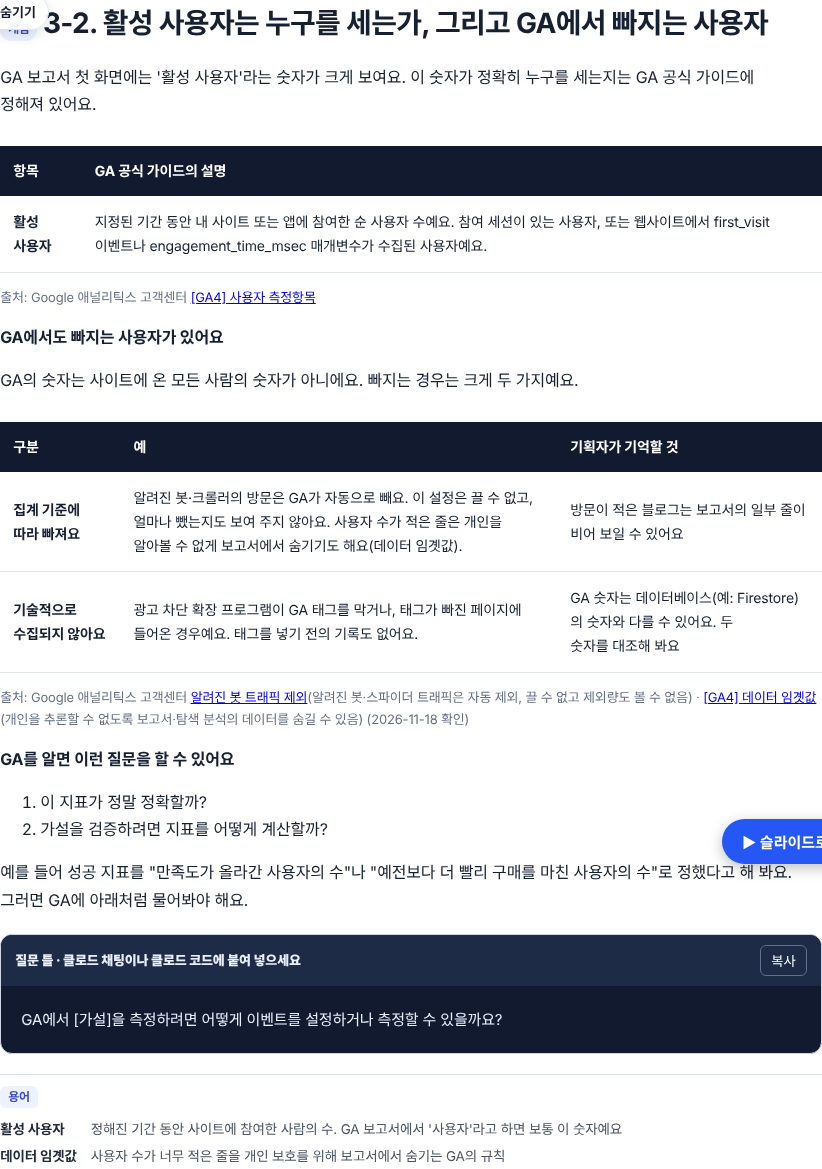 숨기기
3-2. 활성 사용자는 누구를 세는가, 그리고 GA에서 빠지는 사용자
GA 보고서 첫 화면에는 '활성 사용자'라는 숫자가 크게 보여요. 이 숫자가 정확히 누구를 세는지는 GA 공식 가이드에
정해져 있어요.
항목 GA 공식 가이드의 설명
활성
사용자
지정된 기간 동안 내 사이트 또는 앱에 참여한 순 사용자 수예요. 참여 세션이 있는 사용자, 또는 웹사이트에서 first_visit
이벤트나 engagement_time_msec 매개변수가 수집된 사용자예요.
출처: Google 애널리틱스 고객센터 [GA4] 사용자 측정항목
GA에서도 빠지는 사용자가 있어요
GA의 숫자는 사이트에 온 모든 사람의 숫자가 아니에요. 빠지는 경우는 크게 두 가지예요.
구분 예 기획자가 기억할 것
집계 기준에
따라 빠져요
알려진 봇·크롤러의 방문은 GA가 자동으로 빼요. 이 설정은 끌 수 없고,
얼마나 뺐는지도 보여 주지 않아요. 사용자 수가 적은 줄은 개인을
알아볼 수 없게 보고서에서 숨기기도 해요(데이터 임곗값).
방문이 적은 블로그는 보고서의 일부 줄이
비어 보일 수 있어요
기술적으로
수집되지 않아요
광고 차단 확장 프로그램이 GA 태그를 막거나, 태그가 빠진 페이지에
들어온 경우예요. 태그를 넣기 전의 기록도 없어요.
GA 숫자는 데이터베이스(예: Firestore)
의 숫자와 다를 수 있어요. 두
숫자를 대조해 봐요
출처: Google 애널리틱스 고객센터 알려진 봇 트래픽 제외(알려진 봇·스파이더 트래픽은 자동 제외, 끌 수 없고 제외량도 볼 수 없음) · [GA4] 데이터 임곗값
(개인을 추론할 수 없도록 보고서·탐색 분석의 데이터를 숨길 수 있음) (2026-11-18 확인)
GA를 알면 이런 질문을 할 수 있어요
1. 이 지표가 정말 정확할까?
2. 가설을 검증하려면 지표를 어떻게 계산할까?
▶ 슬라이드로
예를 들어 성공 지표를 "만족도가 올라간 사용자의 수"나 "예전보다 더 빨리 구매를 마친 사용자의 수"로 정했다고 해 봐요.
그러면 GA에 아래처럼 물어봐야 해요.
질문 틀 · 클로드 채팅이나 클로드 코드에 붙여 넣으세요
복사
GA에서 [가설]을 측정하려면 어떻게 이벤트를 설정하거나 측정할 수 있을까요?
용어
활성 사용자 정해진 기간 동안 사이트에 참여한 사람의 수. GA 보고서에서 '사용자'라고 하면 보통 이 숫자예요
데이터 임곗값 사용자 수가 너무 적은 줄을 개인 보호를 위해 보고서에서 숨기는 GA의 규칙